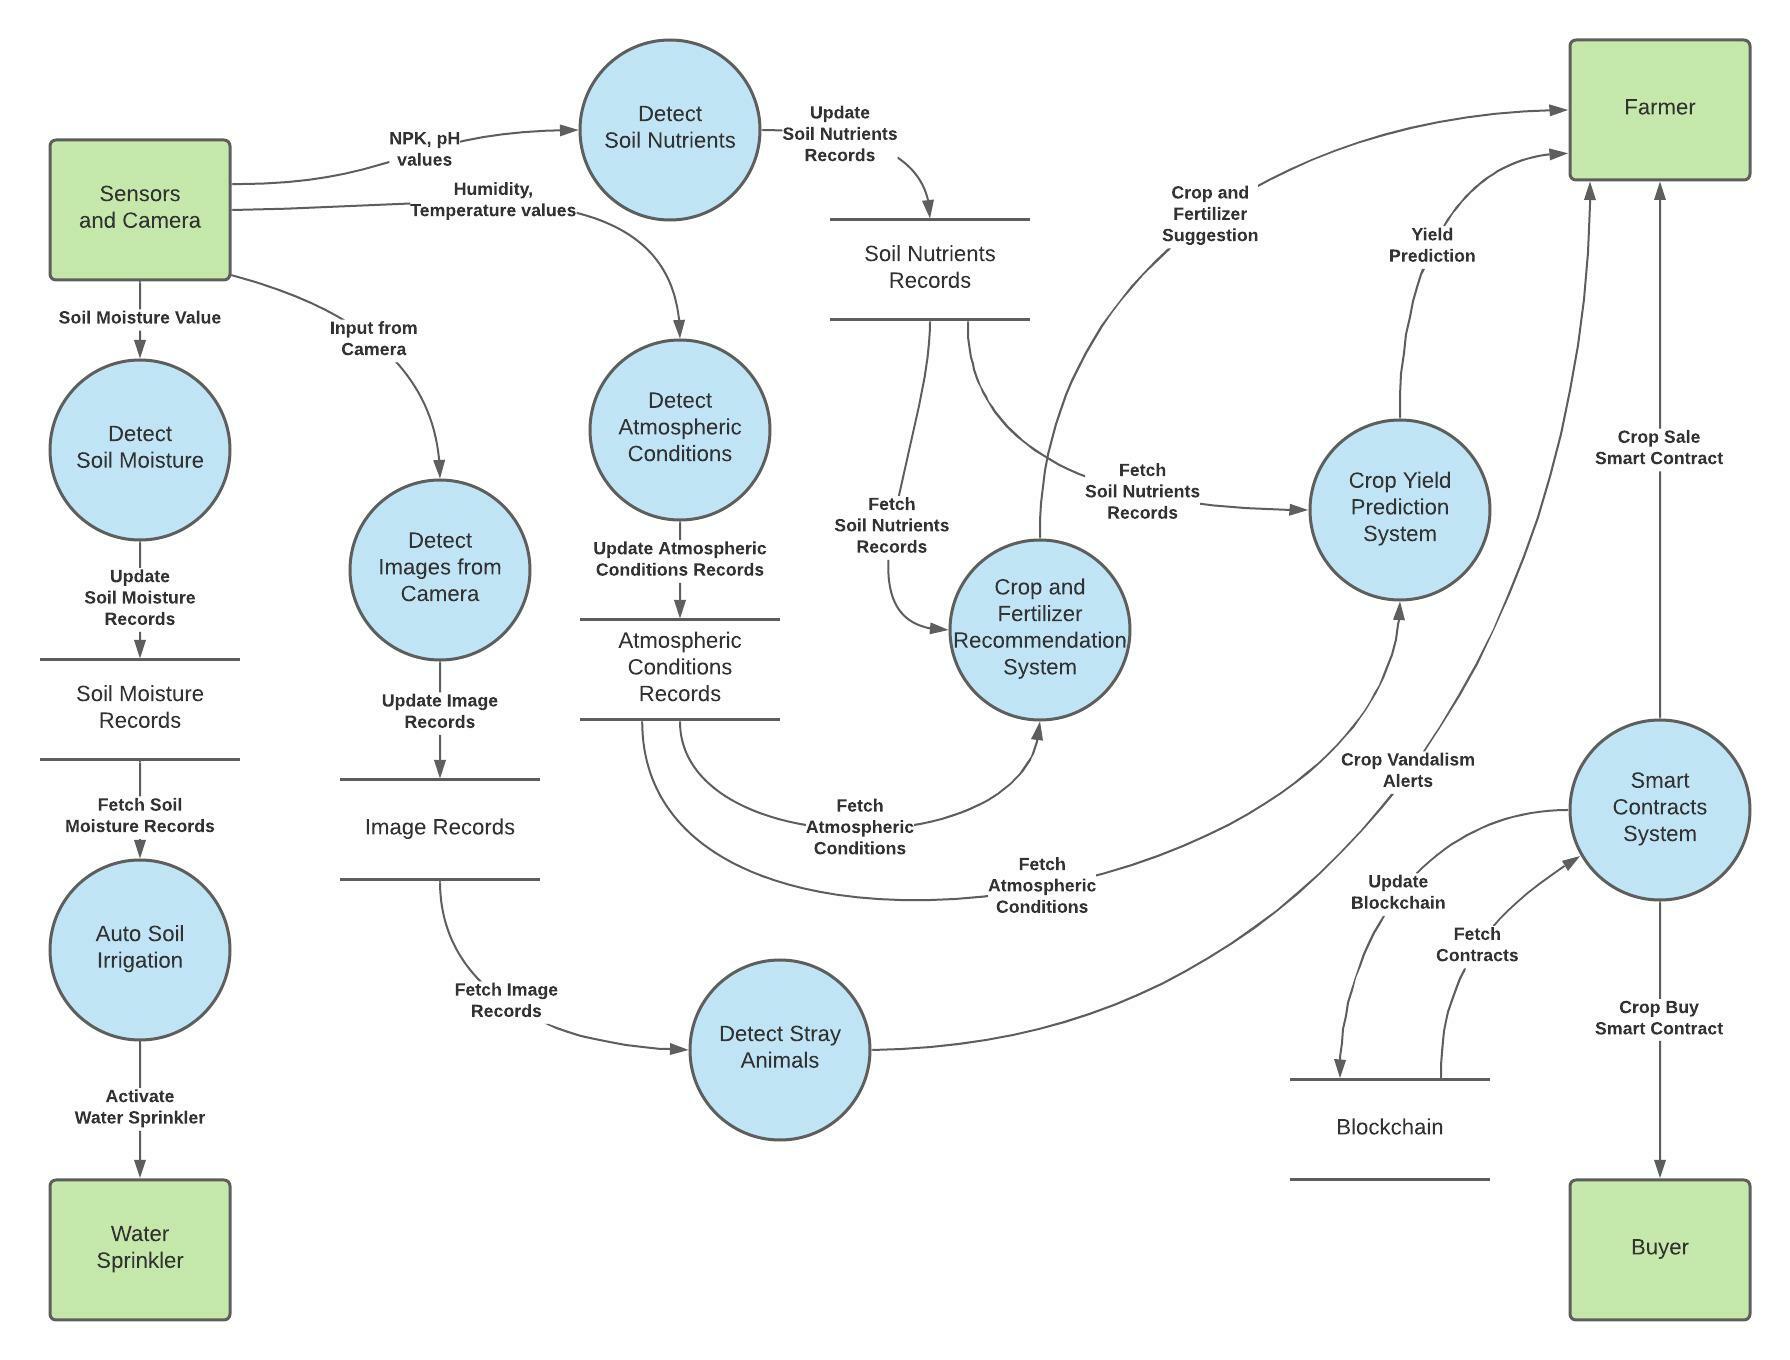 Detect
Soil Nutrients
Update
Soil Nutrients
Records
Farmer
NPK, pH
values
Sensors
and Camera
Humidity,
Temperature values
Crop and
Fertilizer
Suggestion
Yield
Prediction
Soil Nutrients
Records
Soil Moisture Value
Input from
Camera
Detect
Soil Moisture
Detect
Atmospheric
Conditions
Crop Sale
Smart Contract
Fetch
Soil Nutrients
Records
Fetch
Soil Nutrients
Records
Crop Yield
Prediction
System
Detect
Images from
Camera
Update Atmospheric
Conditions Records
Update
Soil Moisture
Records
Crop and
Fertilizer
Recommendation
System
Atmospheric
Conditions
Records
Soil Moisture
Records
Update Image
Records
Crop Vandalism
Alerts
Smart
Contracts
System
Fetch Soil
Moisture Records
Image Records
Fetch
Atmospheric
Conditions
Fetch
Atmospheric
Conditions
Update
Blockchain
Fetch
Contracts
Auto Soil
Irrigation
Fetch Image
Records
Detect Stray
Animals
Crop Buy
Smart Contract
Activate
Water Sprinkler
Blockchain
Water
Sprinkler
Buyer